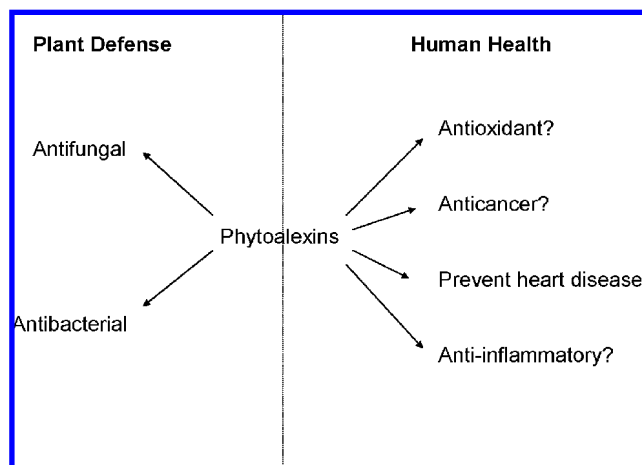 Plant Defense
Human Health
Antifungal
Antibacterial
Phytoalexins
Antioxidant?
Anticancer?
Prevent heart disease
Anti-inflammatory?